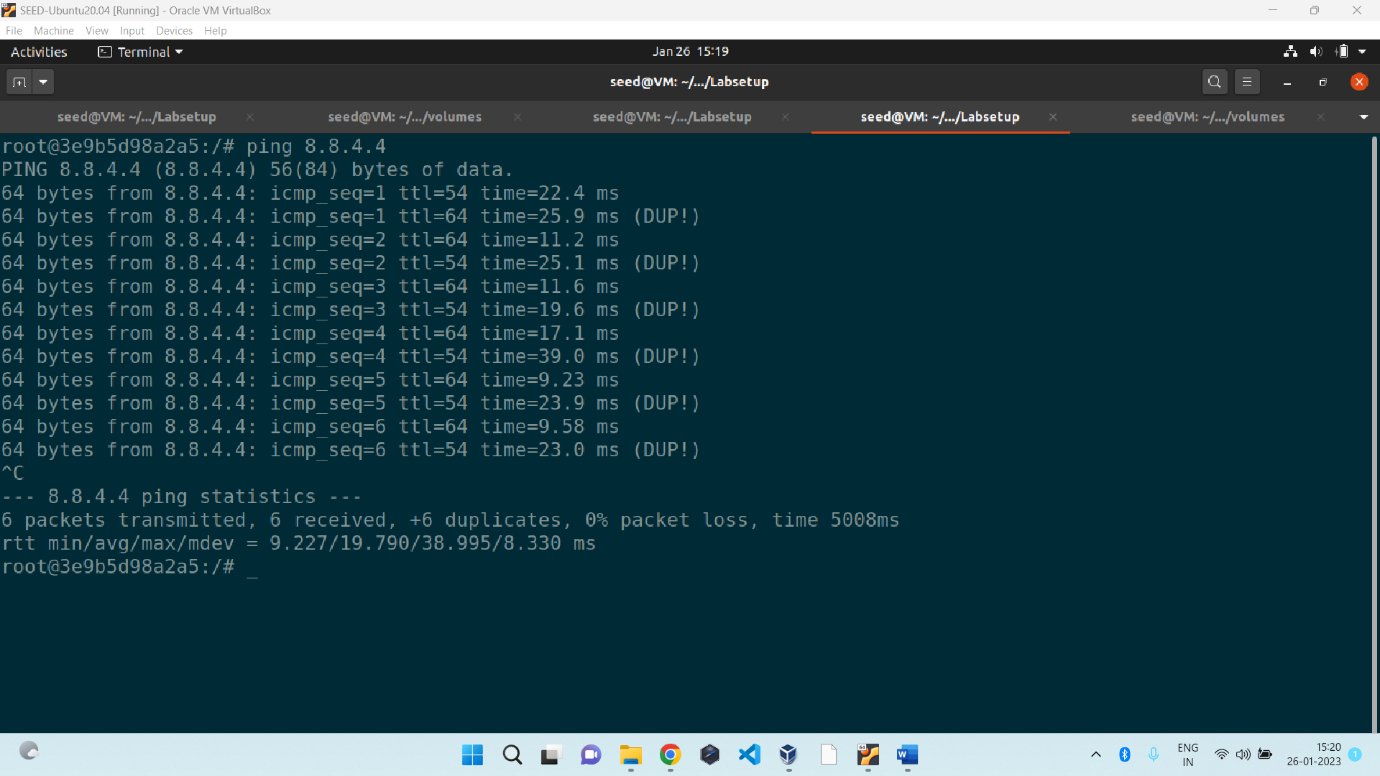 SEED-Ubuntu20.04 [Running] - Oracle VM VirtualBox
File Machine View Input Devices Help
Activities Terminal Jan 26 15:19
seed@VM: ~/.../Labsetup
seed@VM: ~/.../Labsetup seed@VM: ~/.../volumes seed@VM: ~/.../Labsetup seed@VM: ~/.../Labsetup seed@VM: ~/.../volumes
root@3e9b5d98a2a5:/# ping 8.8.4.4
PING 8.8.4.4 (8.8.4.4) 56(84) bytes of data.
64 bytes from 8.8.4.4: icmp_seq=1 ttl=54 time=22.4 ms
64 bytes from 8.8.4.4: icmp_seq=1 ttl=64 time=25.9 ms (DUP!)
64 bytes from 8.8.4.4: icmp_seq=2 ttl=64 time=11.2 ms
64 bytes from 8.8.4.4: icmp_seq=2 ttl=54 time=25.1 ms (DUP!)
64 bytes from 8.8.4.4: icmp_seq=3 ttl=64 time=11.6 ms
64 bytes from 8.8.4.4: icmp_seq=3 ttl=54 time=19.6 ms (DUP!)
64 bytes from 8.8.4.4: icmp_seq=4 ttl=64 time=17.1 ms
64 bytes from 8.8.4.4: icmp_seq=4 ttl=54 time=39.0 ms (DUP!)
64 bytes from 8.8.4.4: icmp_seq=5 ttl=64 time=9.23 ms
64 bytes from 8.8.4.4: icmp_seq=5 ttl=54 time=23.9 ms (DUP!)
64 bytes from 8.8.4.4: icmp_seq=6 ttl=64 time=9.58 ms
64 bytes from 8.8.4.4: icmp_seq=6 ttl=54 time=23.0 ms (DUP!)
^C
--- 8.8.4.4 ping statistics ---
6 packets transmitted, 6 received, +6 duplicates, 0% packet loss, time 5008ms
rtt min/avg/max/mdev = 9.227/19.790/38.995/8.330 ms
root@3e9b5d98a2a5:/# _
ENG 15:20
IN 26-01-2023 1